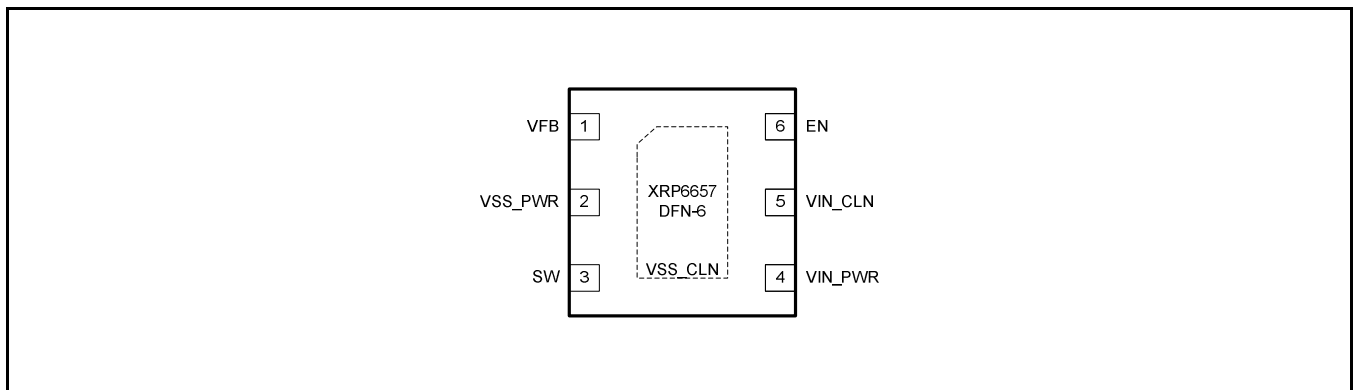 VFB 1
6 EN
XRP6657
DFN-6
VSS_PWR 2
5 VIN_CLN
VSS_CLN
SW 3
4 VIN_PWR